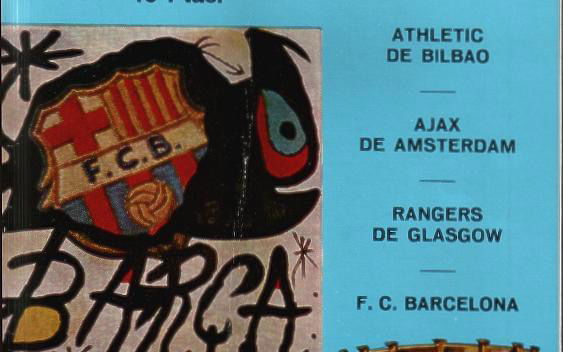 F.C.B.
BARÇA
ATHLETIC
DE BILBAO
AJAX
DE AMSTERDAM
RANGERS
DE GLASGOW
F. C. BARCELONA